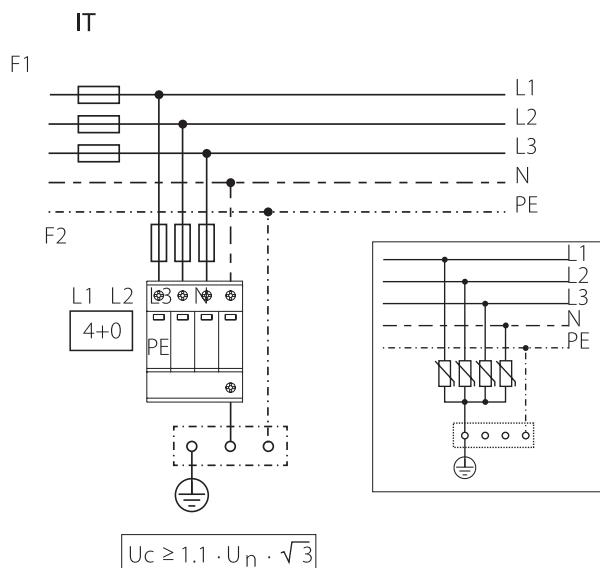 IT
F1
L1
L2
L3
N
PE
F2
L1 L2 L3 N
4+0
PE
L1
L2
L3
N
PE
Uc ≥ 1.1 · Un · √3